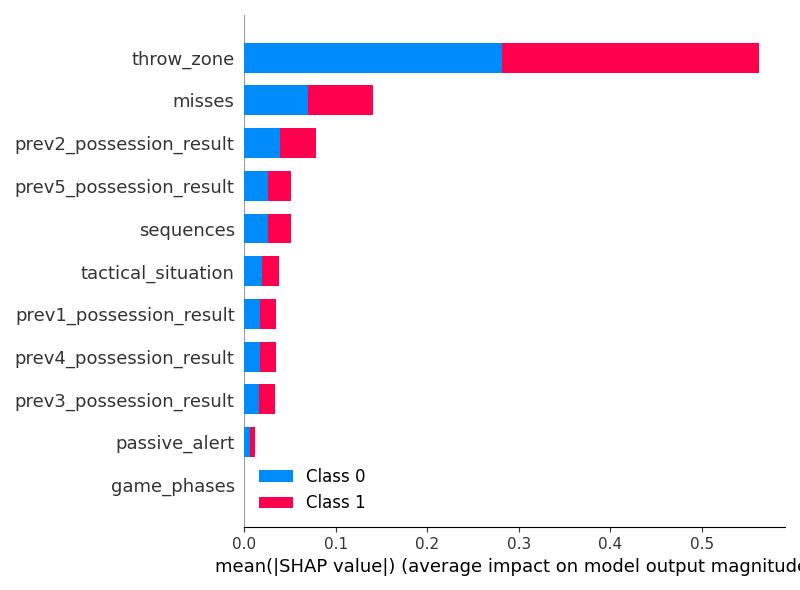 throw_zone
misses
prev2_possession_result
prev5_possession_result
sequences
tactical_situation
prev1_possession_result
prev4_possession_result
prev3_possession_result
passive_alert
game_phases
Class 0
Class 1
0.0 0.1 0.2 0.3 0.4 0.5
mean(|SHAP value|) (average impact on model output magnitude